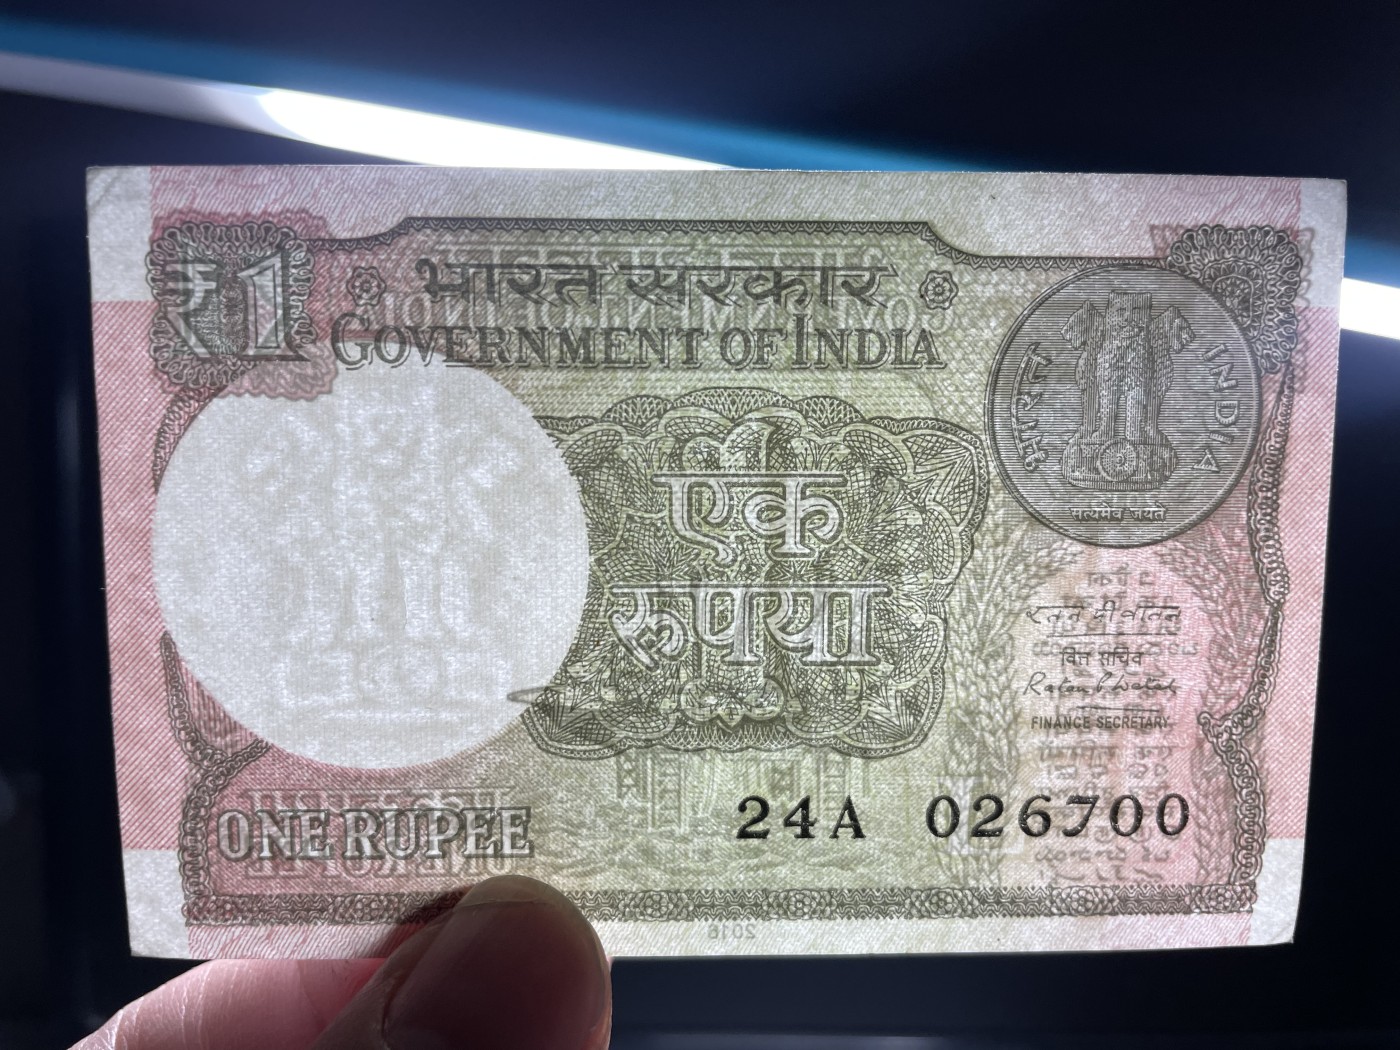 ₹1
भारत सरकार
GOVERNMENT OF INDIA
भारत
INDIA
सत्यमेव जयते
एक
रुपया
वित्त सचिव
FINANCE SECRETARY
ONE RUPEE
24A 026700
2016